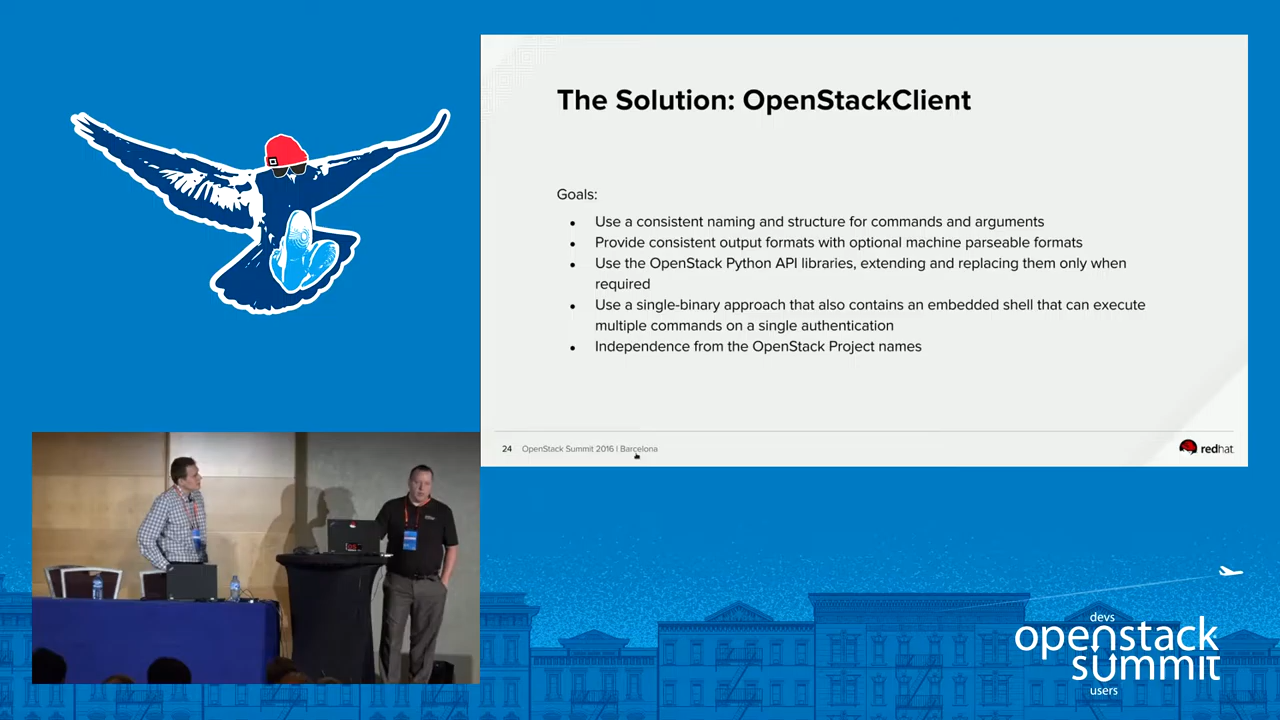 The Solution: OpenStackClient
Goals:
● Use a consistent naming and structure for commands and arguments
● Provide consistent output formats with optional machine parseable formats
● Use the OpenStack Python API libraries, extending and replacing them only when
required
● Use a single-binary approach that also contains an embedded shell that can execute
multiple commands on a single authentication
● Independence from the OpenStack Project names
24 OpenStack Summit 2016 | Barcelona
redhat
devs
openstack
summit
users